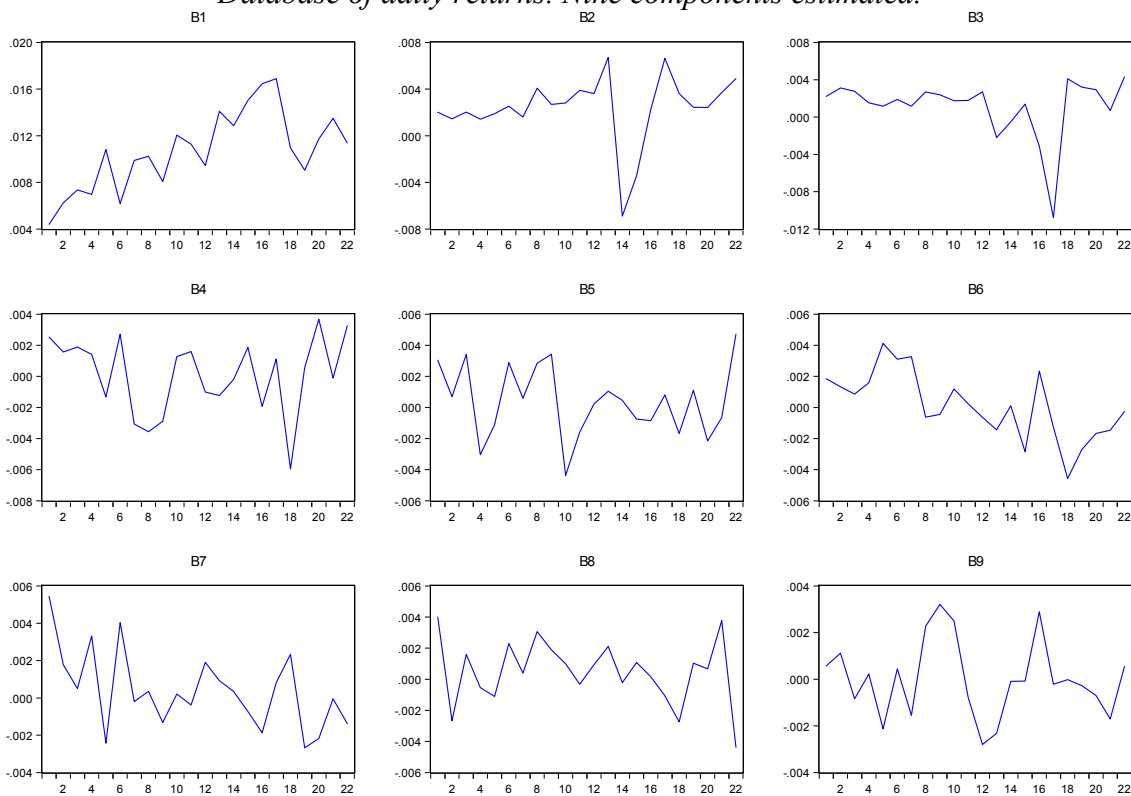 Database of daily returns. Nine components estimated.
B1 B2 B3
.020 .008 .008
.016 .004 .004
.012 .000 .000
.008 -.004 -.004
-.008
.004 -.008 -.012
2 4 6 8 10 12 14 16 18 20 22 2 4 6 8 10 12 14 16 18 20 22 2 4 6 8 10 12 14 16 18 20 22
B4 B5 B6
.004 .006 .006
.002 .004 .004
.000 .002 .002
-.002 .000 .000
-.004 -.002 -.002
-.006 -.004 -.004
-.008 -.006 -.006
2 4 6 8 10 12 14 16 18 20 22 2 4 6 8 10 12 14 16 18 20 22 2 4 6 8 10 12 14 16 18 20 22
B7 B8 B9
.006 .006 .004
.004 .004
.002 .002 .002
.000 .000 .000
-.002 -.002 -.002
-.004
-.004 -.006 -.004
2 4 6 8 10 12 14 16 18 20 22 2 4 6 8 10 12 14 16 18 20 22 2 4 6 8 10 12 14 16 18 20 22